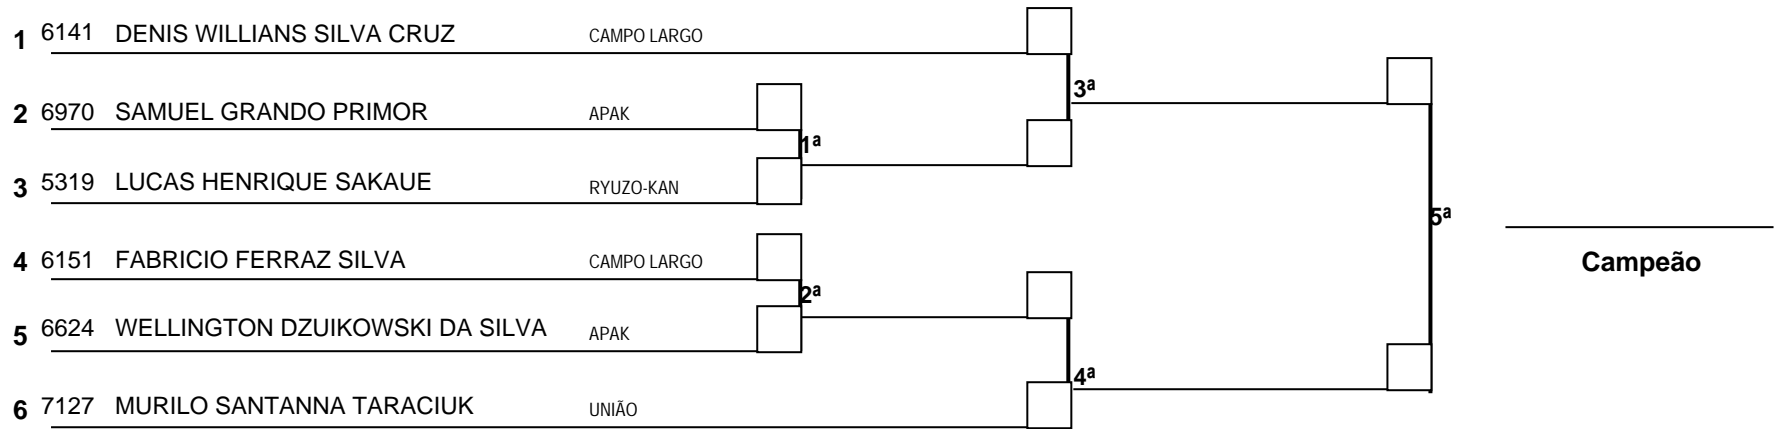 1 6141 DENIS WILLIANS SILVA CRUZ CAMPO LARGO
3ª
2 6970 SAMUEL GRANDO PRIMOR APAK
1ª
3 5319 LUCAS HENRIQUE SAKAUE RYUZO-KAN
5ª
4 6151 FABRICIO FERRAZ SILVA CAMPO LARGO
Campeão
2ª
5 6624 WELLINGTON DZUIKOWSKI DA SILVA APAK
4ª
6 7127 MURILO SANTANNA TARACIUK UNIÃO